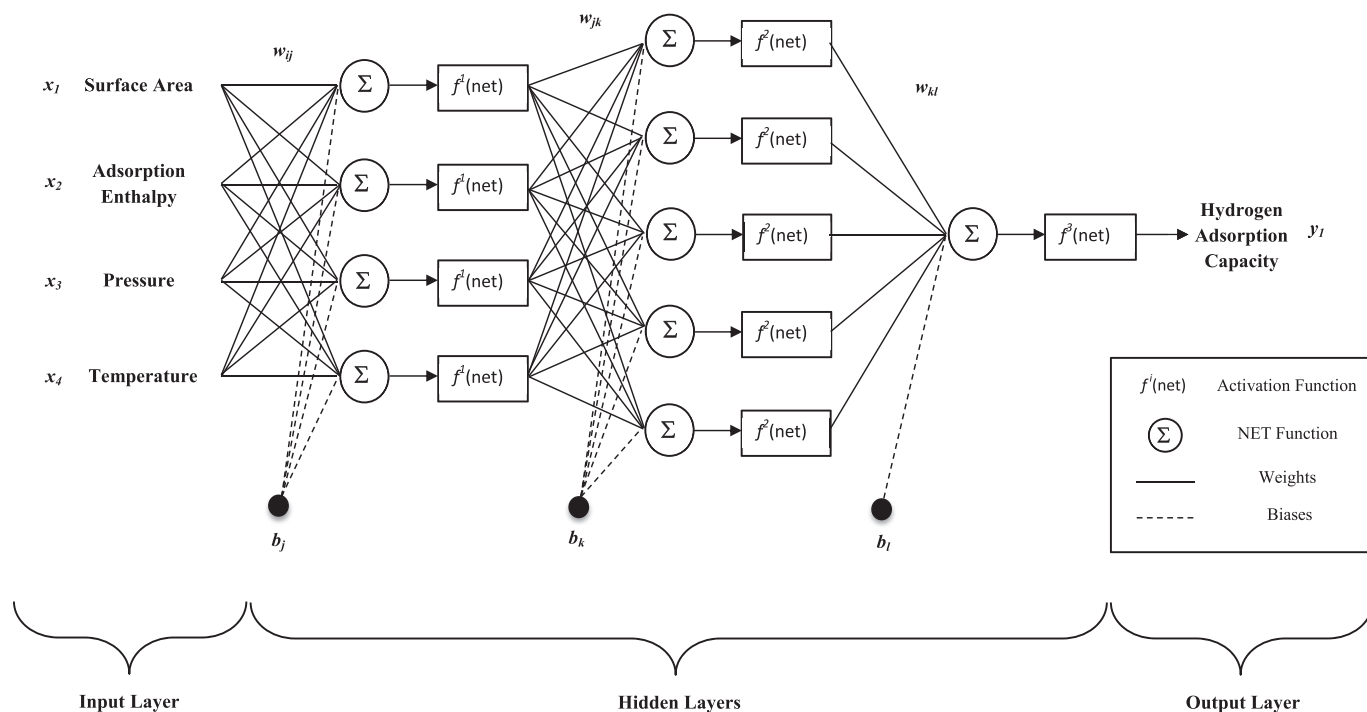 w_ij
w_jk
w_kl
x_1 Surface Area
x_2 Adsorption
Enthalpy
x_3 Pressure
x_4 Temperature
Σ
Σ
Σ
Σ
f^1(net)
f^1(net)
f^1(net)
f^1(net)
Σ
Σ
Σ
Σ
Σ
f^2(net)
f^2(net)
f^2(net)
f^2(net)
f^2(net)
Σ
f^3(net)
Hydrogen
Adsorption
Capacity
y_1
b_j
b_k
b_l
f^i(net) Activation Function
Σ NET Function
Weights
Biases
Input Layer
Hidden Layers
Output Layer